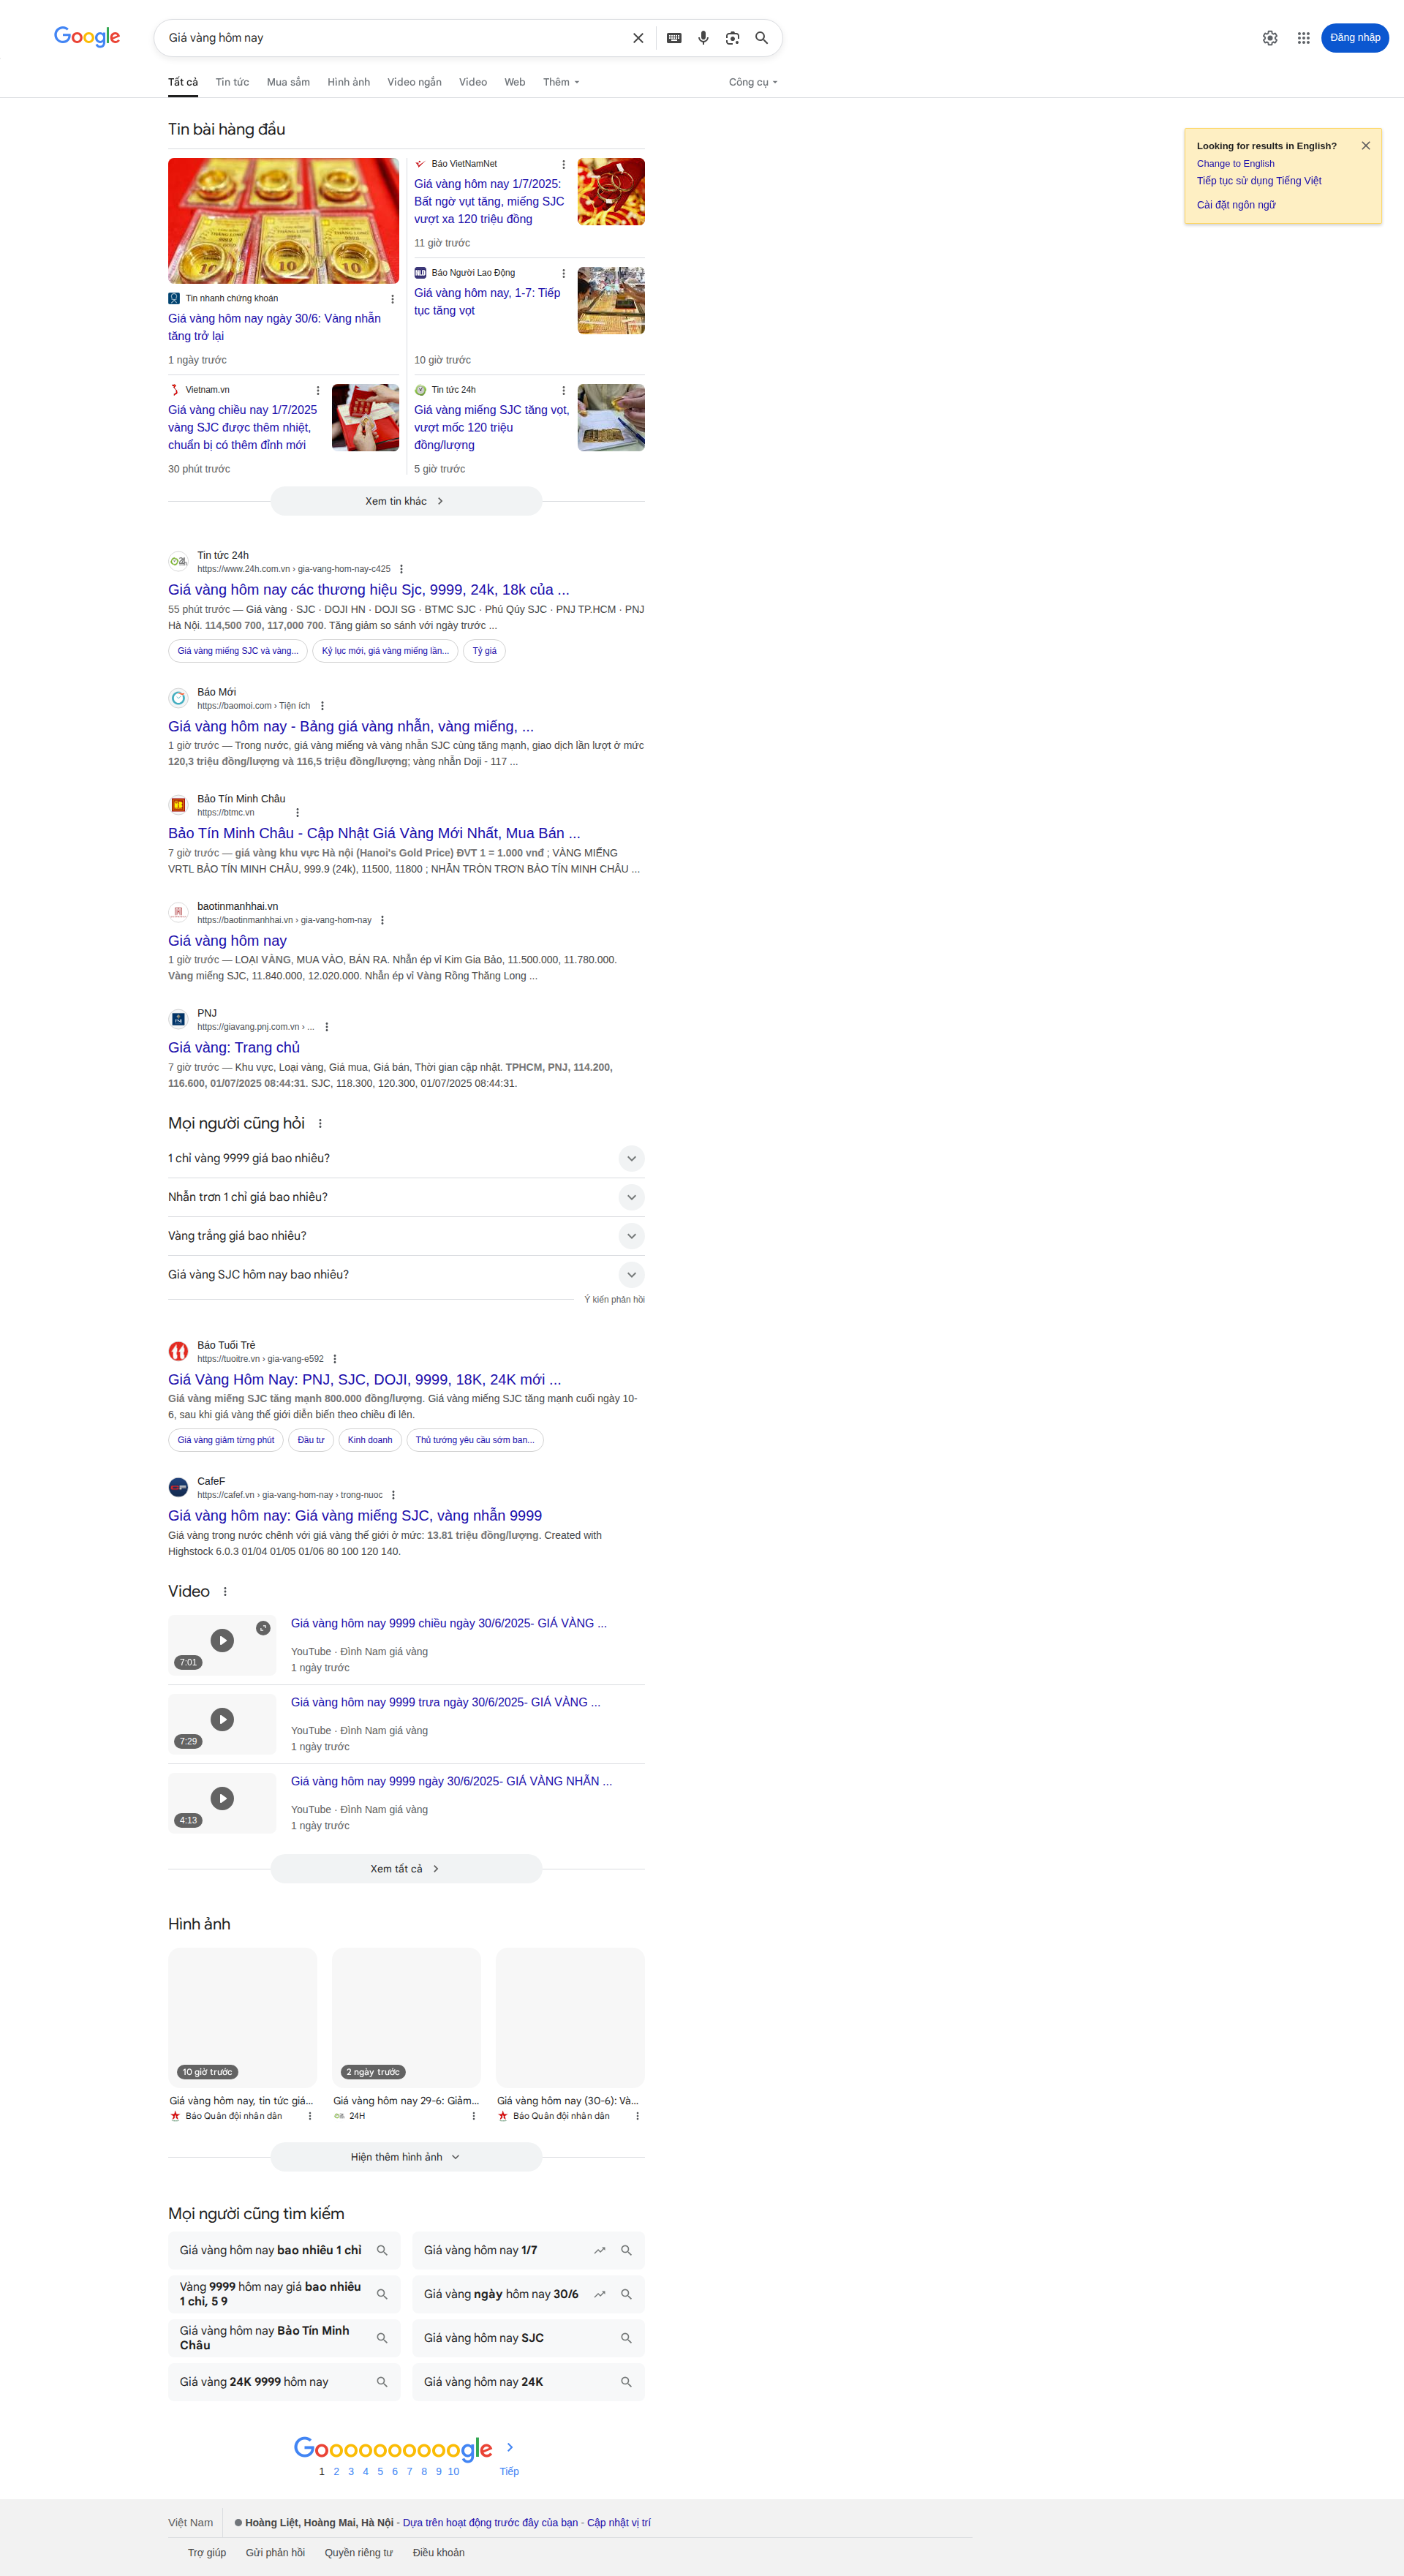 Google
Giá vàng hôm nay
Đăng nhập
Tất cả Tin tức Mua sắm Hình ảnh Video ngắn Video Web Thêm Công cụ
Looking for results in English?
Change to English
Tiếp tục sử dụng Tiếng Việt
Cài đặt ngôn ngữ
Tin bài hàng đầu
Tin nhanh chứng khoán
Giá vàng hôm nay ngày 30/6: Vàng nhẫn
tăng trở lại
1 ngày trước
Báo VietNamNet
Giá vàng hôm nay 1/7/2025:
Bất ngờ vụt tăng, miếng SJC
vượt xa 120 triệu đồng
11 giờ trước
NLĐ
Báo Người Lao Động
Giá vàng hôm nay, 1-7: Tiếp
tục tăng vọt
10 giờ trước
Vietnam.vn
Giá vàng chiều nay 1/7/2025
vàng SJC được thêm nhiệt,
chuẩn bị có thêm đỉnh mới
30 phút trước
Tin tức 24h
Giá vàng miếng SJC tăng vọt,
vượt mốc 120 triệu
đồng/lượng
5 giờ trước
Xem tin khác
Tin tức 24h
https://www.24h.com.vn › gia-vang-hom-nay-c425
Giá vàng hôm nay các thương hiệu Sjc, 9999, 24k, 18k của ...
55 phút trước — Giá vàng · SJC · DOJI HN · DOJI SG · BTMC SJC · Phú Qúy SJC · PNJ TP.HCM · PNJ
Hà Nội. 114,500 700, 117,000 700. Tăng giảm so sánh với ngày trước ...
Giá vàng miếng SJC và vàng... Kỷ lục mới, giá vàng miếng lần... Tỷ giá
Báo Mới
https://baomoi.com › Tiện ích
Giá vàng hôm nay - Bảng giá vàng nhẫn, vàng miếng, ...
1 giờ trước — Trong nước, giá vàng miếng và vàng nhẫn SJC cùng tăng mạnh, giao dịch lần lượt ở mức
120,3 triệu đồng/lượng và 116,5 triệu đồng/lượng; vàng nhẫn Doji - 117 ...
Bảo Tín Minh Châu
https://btmc.vn
Bảo Tín Minh Châu - Cập Nhật Giá Vàng Mới Nhất, Mua Bán ...
7 giờ trước — giá vàng khu vực Hà nội (Hanoi's Gold Price) ĐVT 1 = 1.000 vnđ ; VÀNG MIẾNG
VRTL BẢO TÍN MINH CHÂU, 999.9 (24k), 11500, 11800 ; NHẪN TRÒN TRƠN BẢO TÍN MINH CHÂU ...
baotinmanhhai.vn
https://baotinmanhhai.vn › gia-vang-hom-nay
Giá vàng hôm nay
1 giờ trước — LOẠI VÀNG, MUA VÀO, BÁN RA. Nhẫn ép vỉ Kim Gia Bảo, 11.500.000, 11.780.000.
Vàng miếng SJC, 11.840.000, 12.020.000. Nhẫn ép vỉ Vàng Rồng Thăng Long ...
PNJ
https://giavang.pnj.com.vn › ...
Giá vàng: Trang chủ
7 giờ trước — Khu vực, Loại vàng, Giá mua, Giá bán, Thời gian cập nhật. TPHCM, PNJ, 114.200,
116.600, 01/07/2025 08:44:31. SJC, 118.300, 120.300, 01/07/2025 08:44:31.
Mọi người cũng hỏi
1 chỉ vàng 9999 giá bao nhiêu?
Nhẫn trơn 1 chỉ giá bao nhiêu?
Vàng trắng giá bao nhiêu?
Giá vàng SJC hôm nay bao nhiêu?
Ý kiến phản hồi
Báo Tuổi Trẻ
https://tuoitre.vn › gia-vang-e592
Giá Vàng Hôm Nay: PNJ, SJC, DOJI, 9999, 18K, 24K mới ...
Giá vàng miếng SJC tăng mạnh 800.000 đồng/lượng. Giá vàng miếng SJC tăng mạnh cuối ngày 10-
6, sau khi giá vàng thế giới diễn biến theo chiều đi lên.
Giá vàng giảm từng phút Đầu tư Kinh doanh Thủ tướng yêu cầu sớm ban...
CafeF
https://cafef.vn › gia-vang-hom-nay › trong-nuoc
Giá vàng hôm nay: Giá vàng miếng SJC, vàng nhẫn 9999
Giá vàng trong nước chênh với giá vàng thế giới ở mức: 13.81 triệu đồng/lượng. Created with
Highstock 6.0.3 01/04 01/05 01/06 80 100 120 140.
Video
7:01
Giá vàng hôm nay 9999 chiều ngày 30/6/2025- GIÁ VÀNG ...
YouTube · Đình Nam giá vàng
1 ngày trước
7:29
Giá vàng hôm nay 9999 trưa ngày 30/6/2025- GIÁ VÀNG ...
YouTube · Đình Nam giá vàng
1 ngày trước
4:13
Giá vàng hôm nay 9999 ngày 30/6/2025- GIÁ VÀNG NHẪN ...
YouTube · Đình Nam giá vàng
1 ngày trước
Xem tất cả
Hình ảnh
10 giờ trước 2 ngày trước
Giá vàng hôm nay, tin tức giá... Giá vàng hôm nay 29-6: Giảm... Giá vàng hôm nay (30-6): Và...
Báo Quân đội nhân dân 24H Báo Quân đội nhân dân
Hiện thêm hình ảnh
Mọi người cũng tìm kiếm
Giá vàng hôm nay bao nhiêu 1 chỉ
Giá vàng hôm nay 1/7
Vàng 9999 hôm nay giá bao nhiêu
1 chỉ, 5 9
Giá vàng ngày hôm nay 30/6
Giá vàng hôm nay Bảo Tín Minh
Châu
Giá vàng hôm nay SJC
Giá vàng 24K 9999 hôm nay
Giá vàng hôm nay 24K
Goooooooooogle
1 2 3 4 5 6 7 8 9 10 Tiếp
Việt Nam Hoàng Liệt, Hoàng Mai, Hà Nội - Dựa trên hoạt động trước đây của bạn - Cập nhật vị trí
Trợ giúp Gửi phản hồi Quyền riêng tư Điều khoản